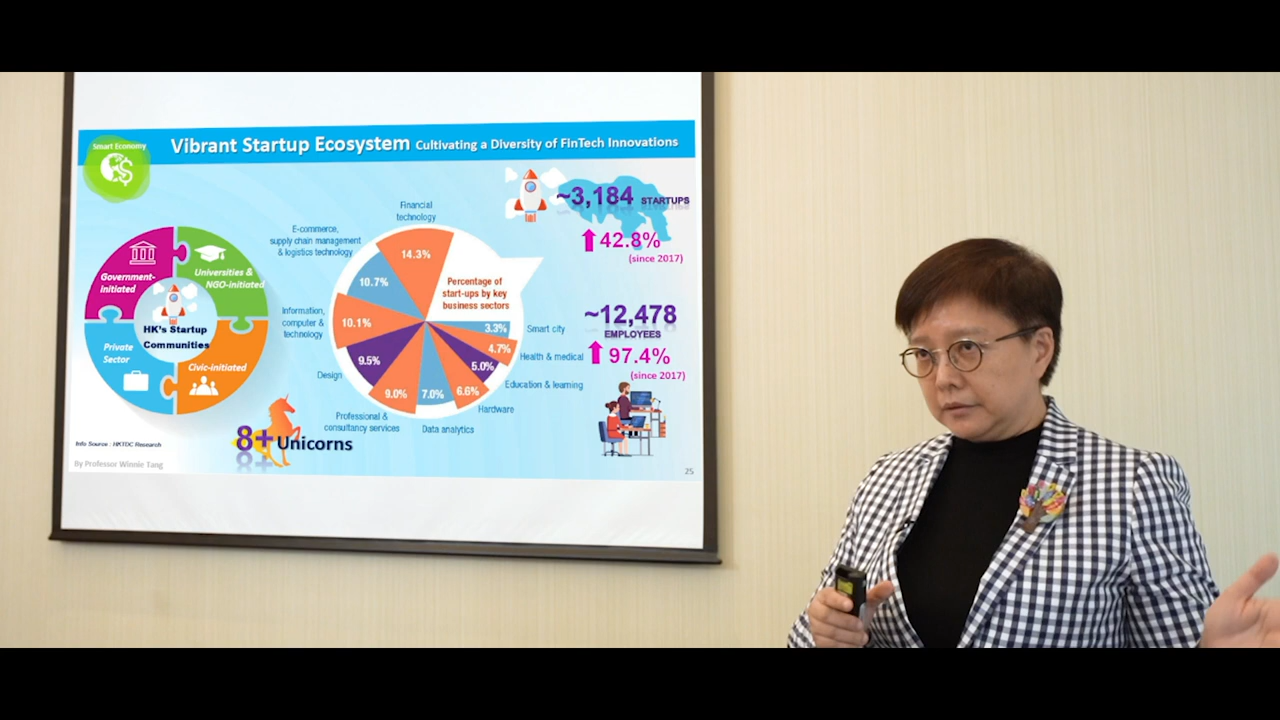 Smart Economy
Vibrant Startup Ecosystem Cultivating a Diversity of FinTech Innovations
Government-
Initiated
Universities &
NGO-initiated
HK's Startup
Communities
Private
Sector
Civic-initiated
8+ Unicorns
Info Source : HKTDC Research
By Professor Winnie Tang
Financial
technology
14.3%
E-commerce,
supply chain management
& logistics technology
10.7%
Information,
computer &
technology
10.1%
Design
9.5%
Professional &
consultancy services
9.0%
Data analytics
7.0%
Hardware
6.6%
Education & learning
5.0%
Health & medical
4.7%
Smart city
3.3%
Percentage of
start-ups by key
business sectors
~3,184 STARTUPS
42.8%
(since 2017)
~12,478
EMPLOYEES
97.4%
(since 2017)
25